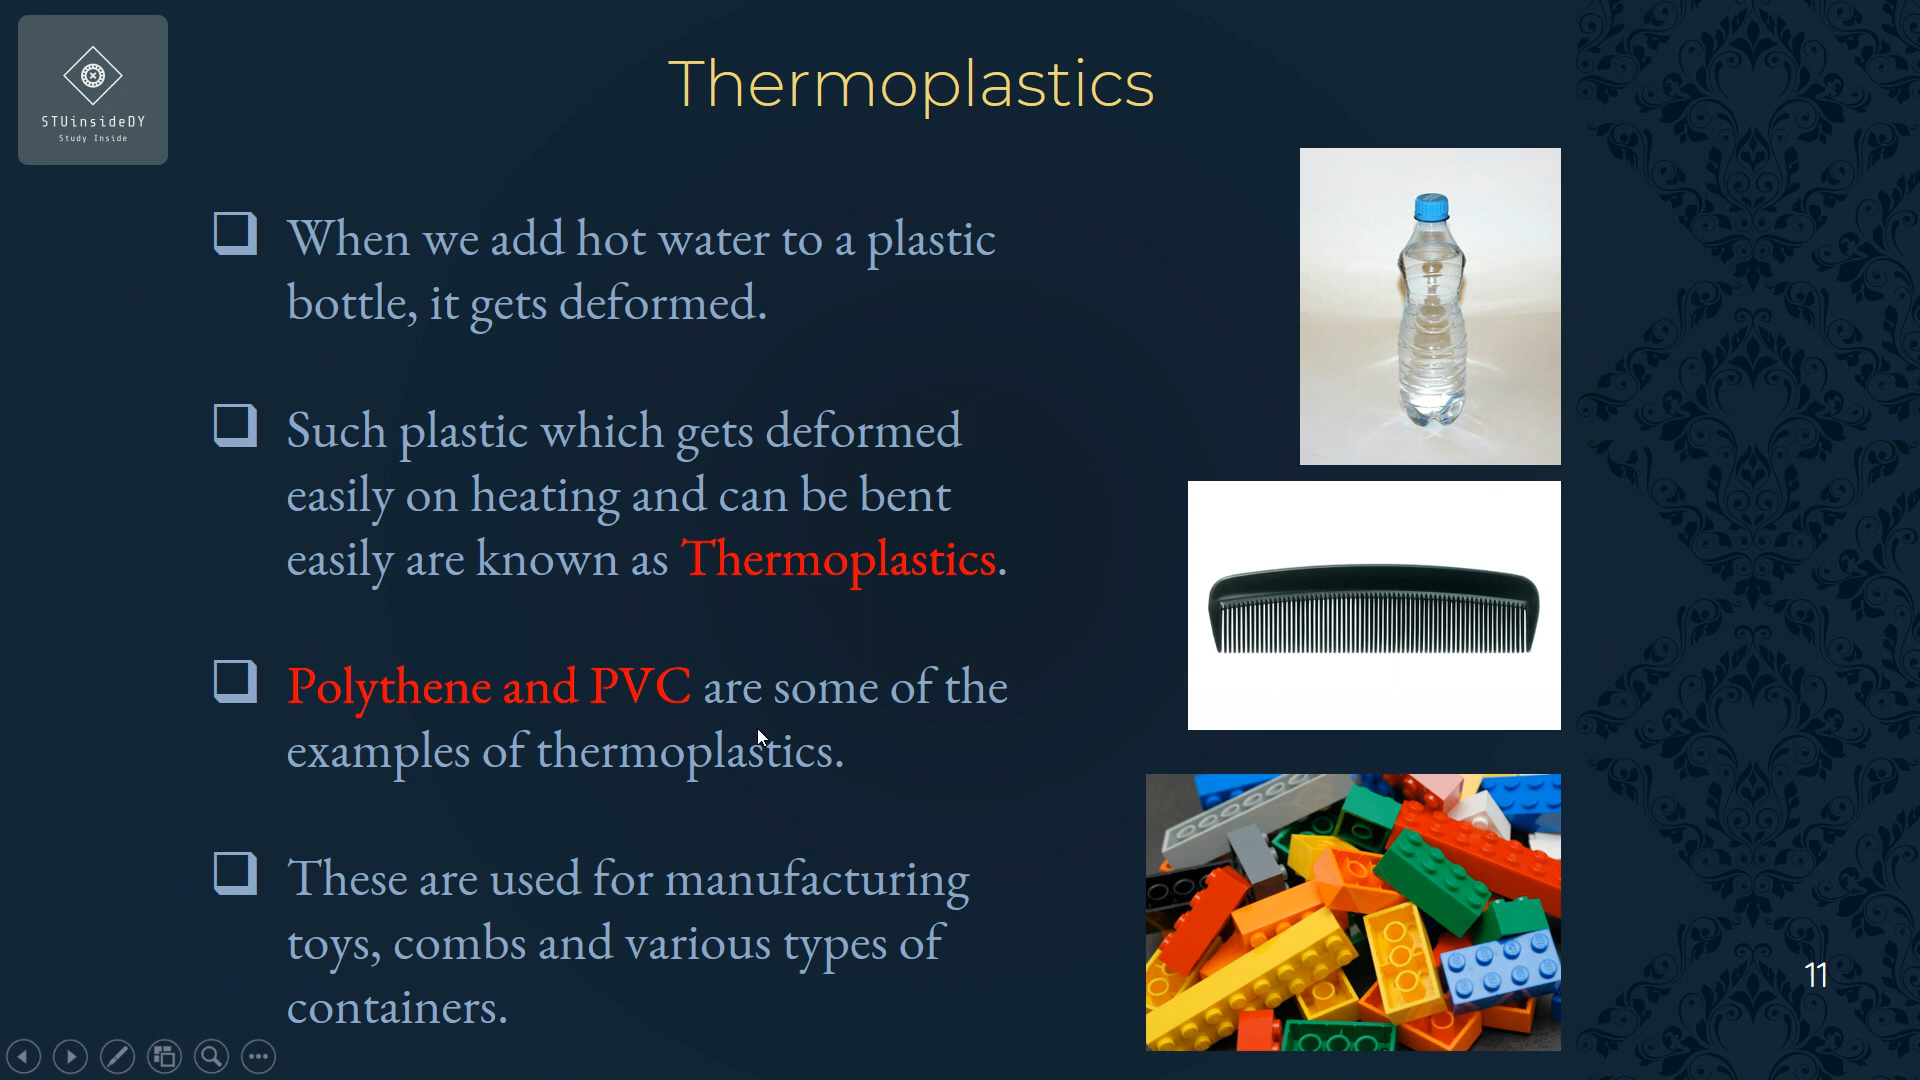 STUinsideDY
Study Inside
Thermoplastics
When we add hot water to a plastic
bottle, it gets deformed.
Such plastic which gets deformed
easily on heating and can be bent
easily are known as Thermoplastics.
Polythene and PVC are some of the
examples of thermoplastics.
These are used for manufacturing
toys, combs and various types of
containers.
11